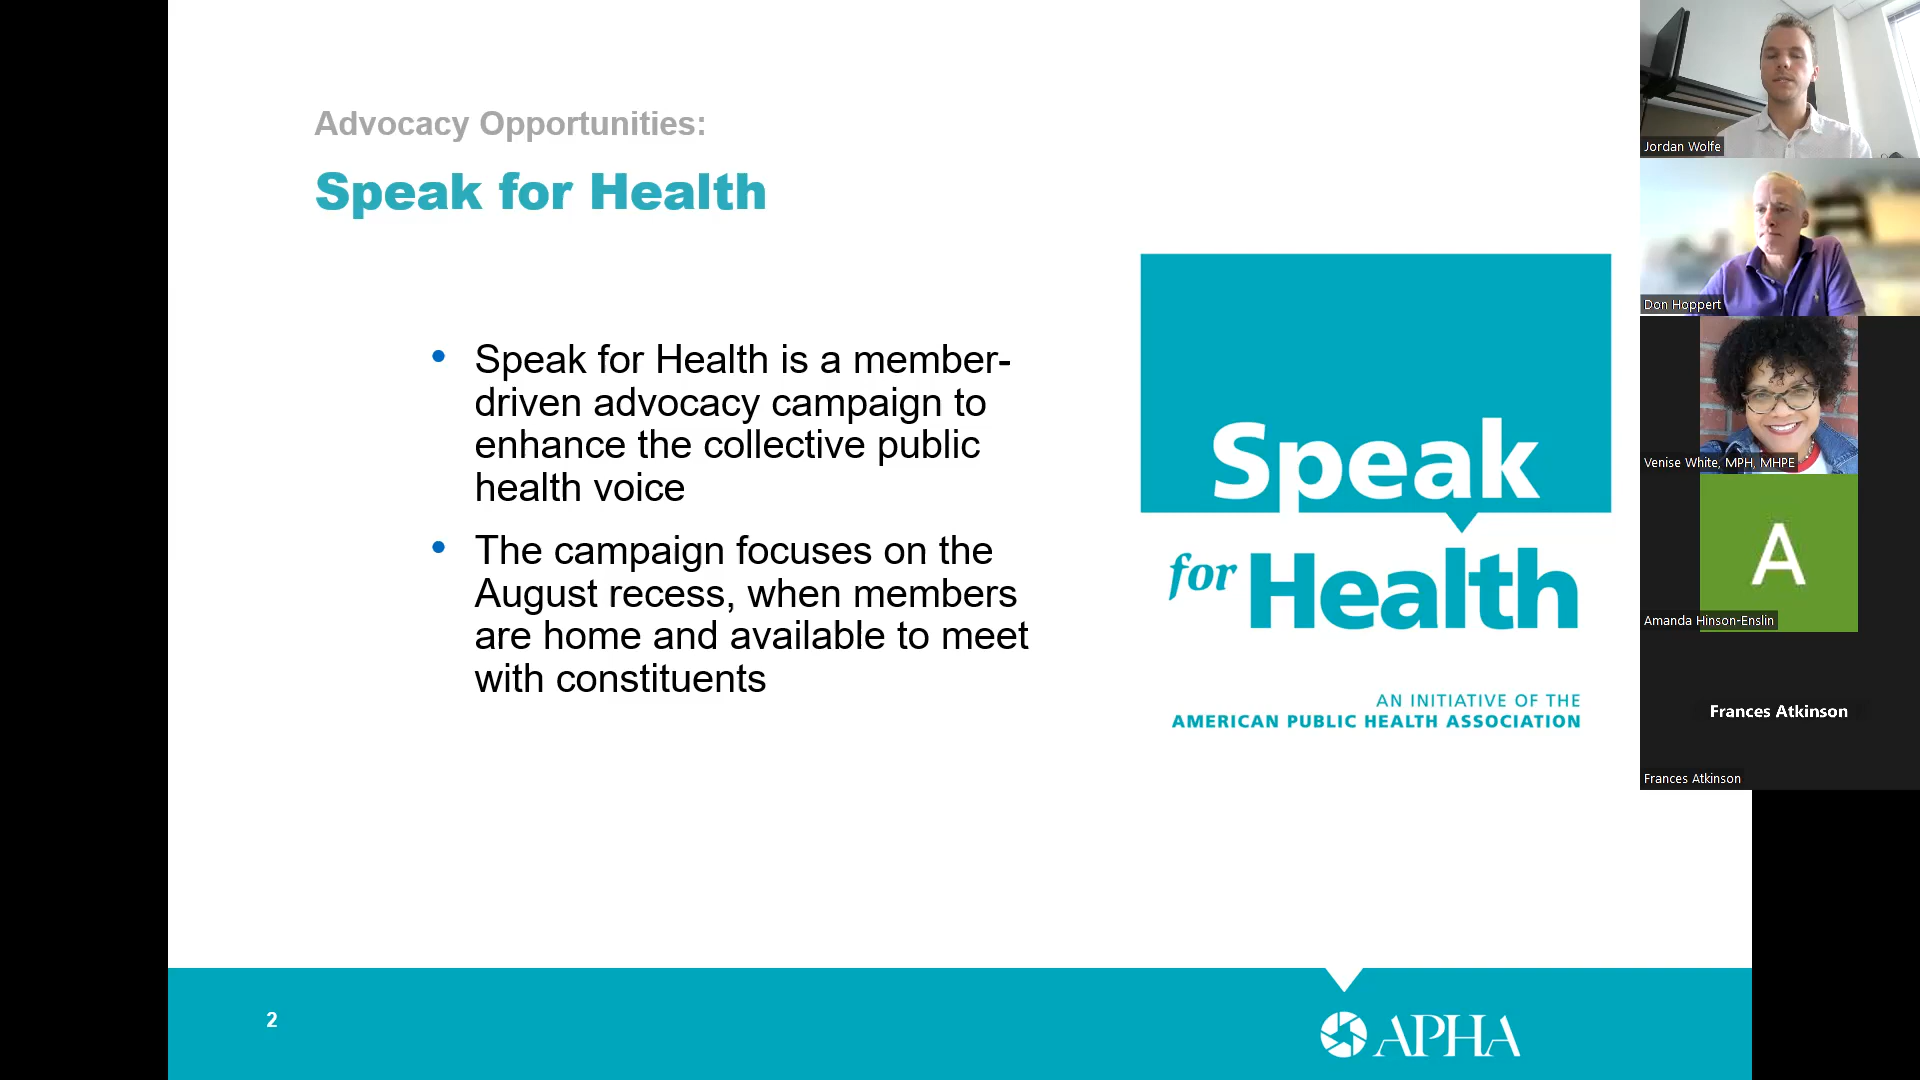 Advocacy Opportunities:
Speak for Health
• Speak for Health is a member-
driven advocacy campaign to
enhance the collective public
health voice
• The campaign focuses on the
August recess, when members
are home and available to meet
with constituents
Speak
for Health
AN INITIATIVE OF THE
AMERICAN PUBLIC HEALTH ASSOCIATION
2
APHA
Jordan Wolfe
Don Hoppert
Venise White, MPH, MHPE
A
Amanda Hinson-Enslin
Frances Atkinson
Frances Atkinson